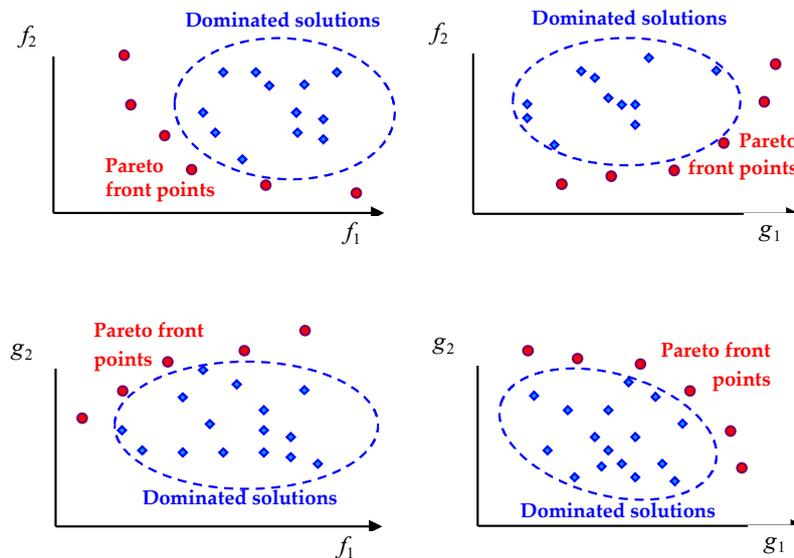 Dominated solutions
f2
Pareto
front points
f1
Dominated solutions
f2
Pareto
front points
g1
Pareto front
points
g2
Dominated solutions
f1
g2
Pareto front
points
Dominated solutions
g1